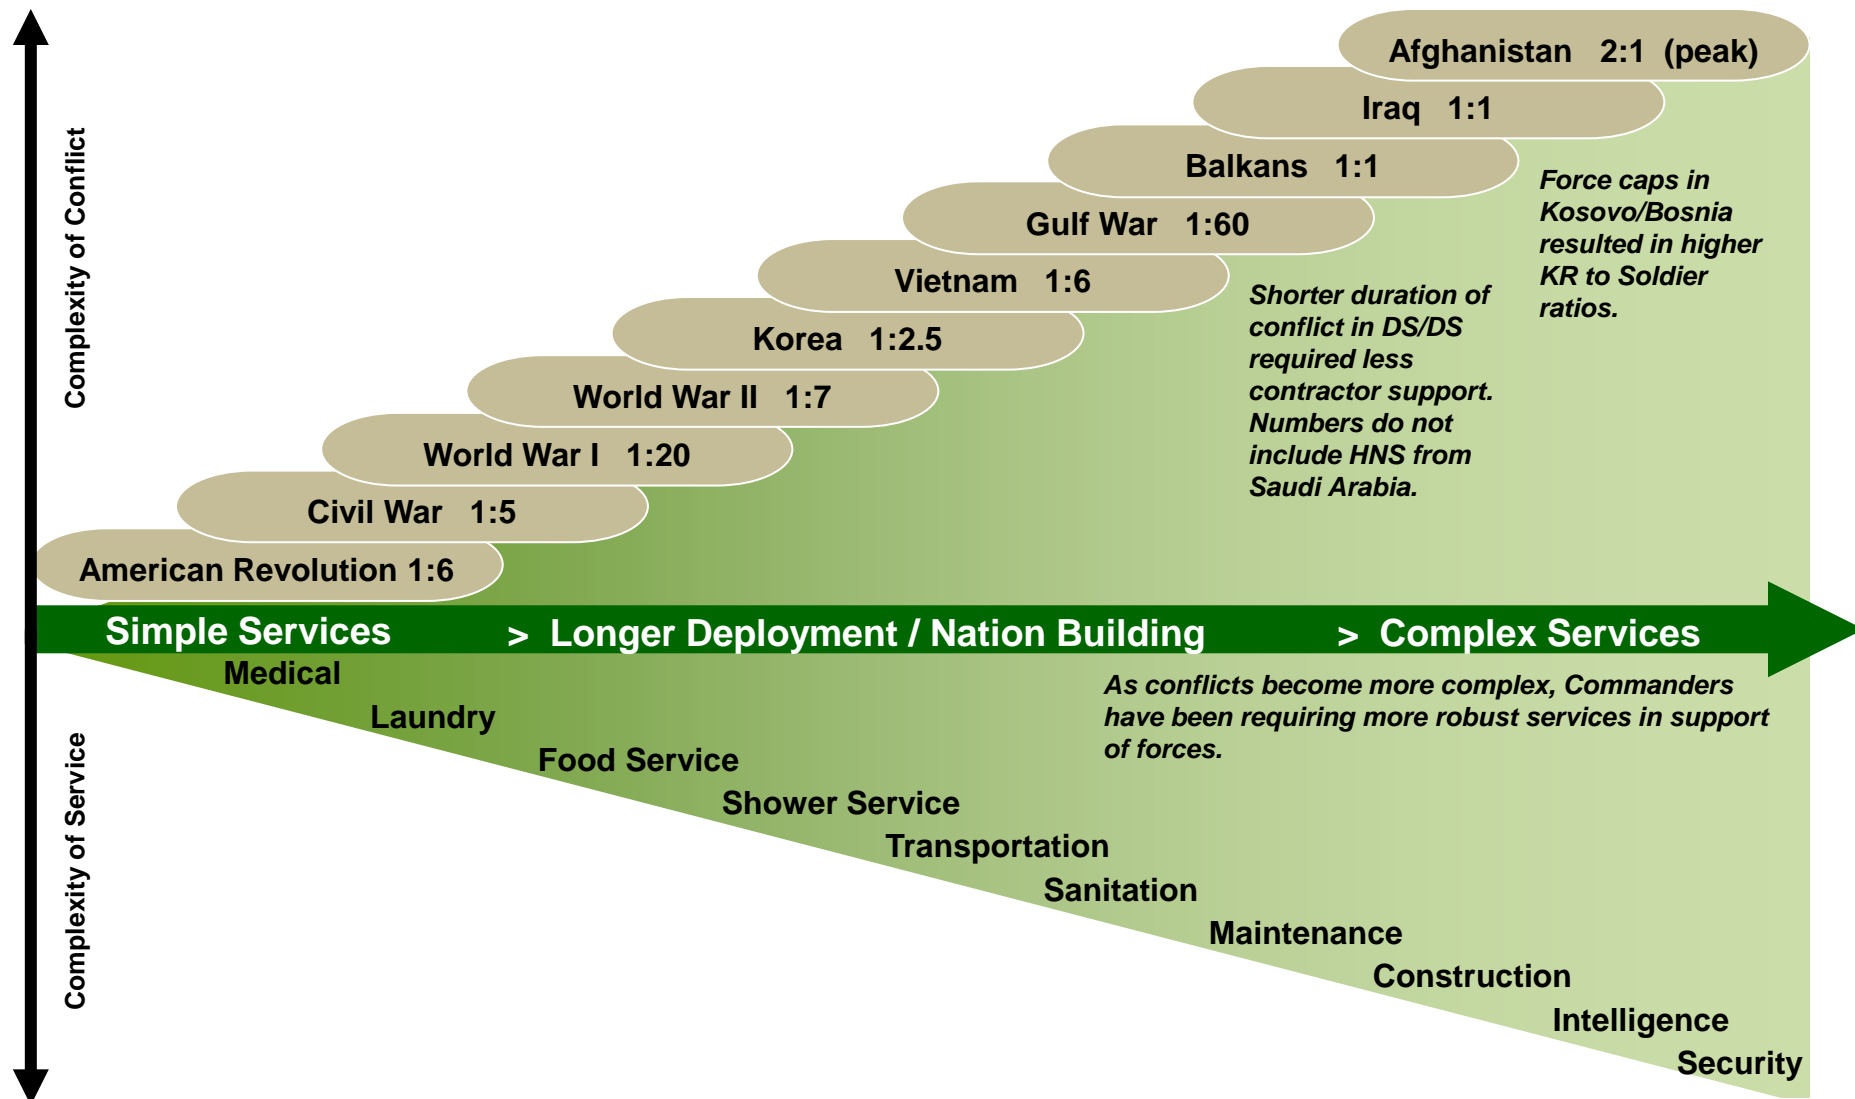 Complexity of Conflict
Afghanistan 2:1 (peak)
Iraq 1:1
Balkans 1:1
Gulf War 1:60
Vietnam 1:6
Korea 1:2.5
World War II 1:7
World War I 1:20
Civil War 1:5
American Revolution 1:6
Force caps in
Kosovo/Bosnia
resulted in higher
KR to Soldier
ratios.
Shorter duration of
conflict in DS/DS
required less
contractor support.
Numbers do not
include HNS from
Saudi Arabia.
Simple Services > Longer Deployment / Nation Building > Complex Services
Complexity of Service
Medical
Laundry
Food Service
Shower Service
Transportation
Sanitation
Maintenance
Construction
Intelligence
Security
As conflicts become more complex, Commanders
have been requiring more robust services in support
of forces.